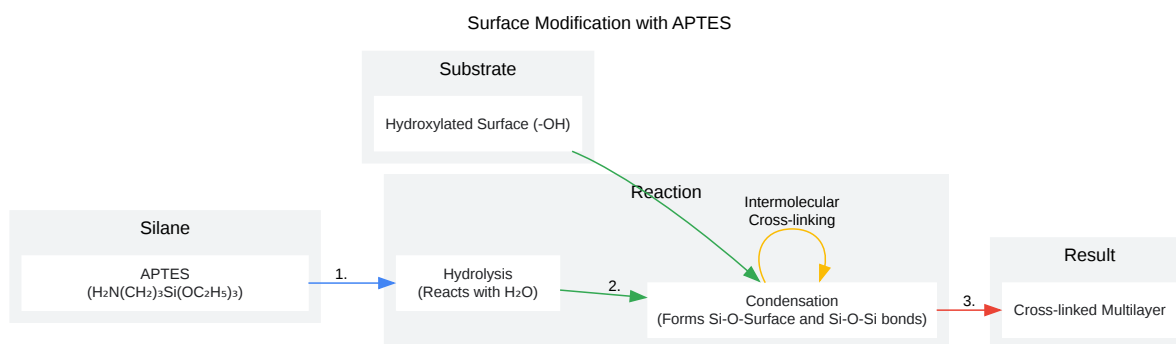 Surface Modification with APTES
Substrate
Hydroxylated Surface (-OH)
Reaction
Intermolecular
Cross-linking
Silane
APTES
(H₂N(CH₂)₃Si(OC₂H₅)₃)
1.
Hydrolysis
(Reacts with H₂O)
2.
Condensation
(Forms Si-O-Surface and Si-O-Si bonds)
3.
Result
Cross-linked Multilayer